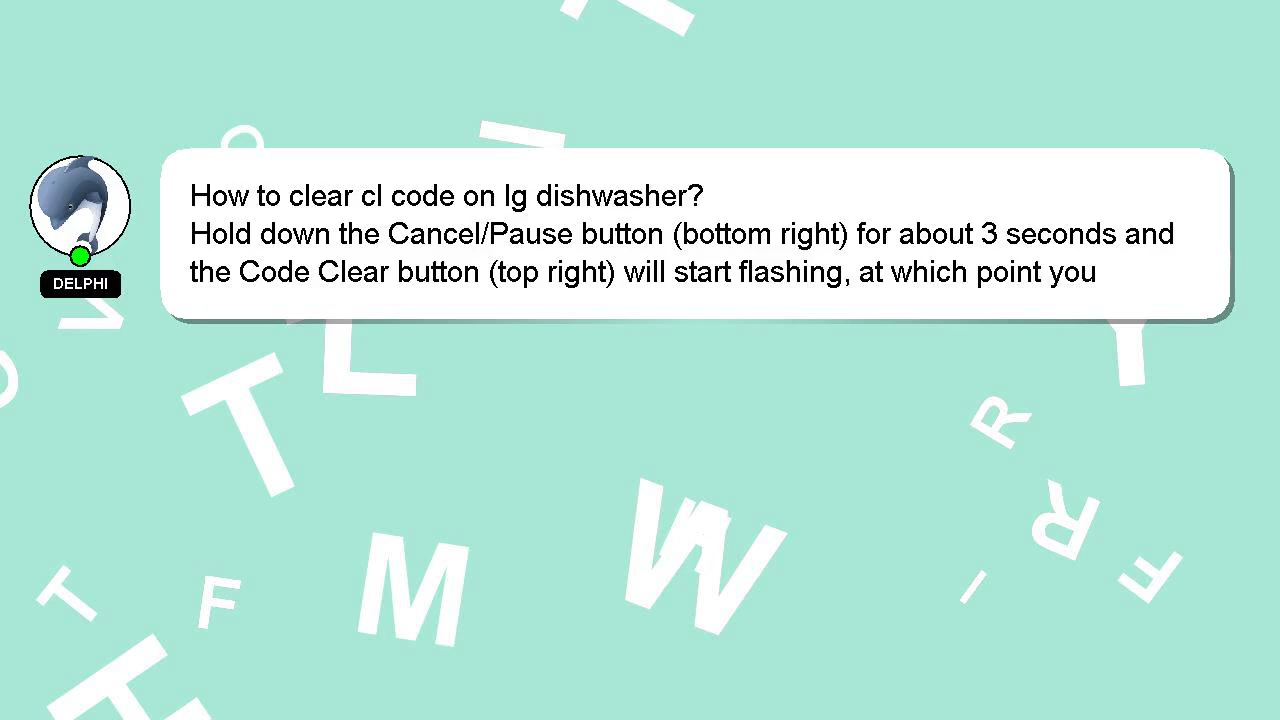 How to clear cl code on lg dishwasher?
Hold down the Cancel/Pause button (bottom right) for about 3 seconds and
the Code Clear button (top right) will start flashing, at which point you
DELPHI
T
L
Y
R
R
F
I
W
M
F
T
H